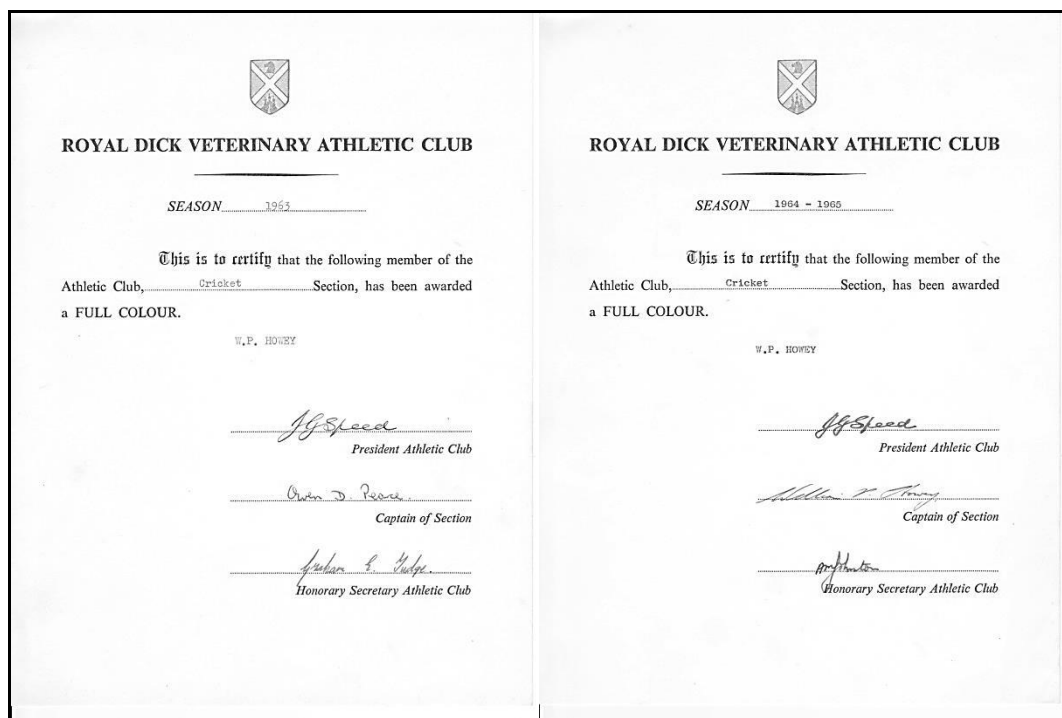 ROYAL DICK VETERINARY ATHLETIC CLUB
SEASON 1963
This is to certify that the following member of the
Athletic Club, Cricket Section, has been awarded
a FULL COLOUR.
W.P. HOWEY
J G Speed
President Athletic Club
Owen D. Pearce.
Captain of Section
Graham E. Judge.
Honorary Secretary Athletic Club
ROYAL DICK VETERINARY ATHLETIC CLUB
SEASON 1964 - 1965
This is to certify that the following member of the
Athletic Club, Cricket Section, has been awarded
a FULL COLOUR.
W.P. HOWEY
J G Speed
President Athletic Club
William P. Howey
Captain of Section
Honorary Secretary Athletic Club